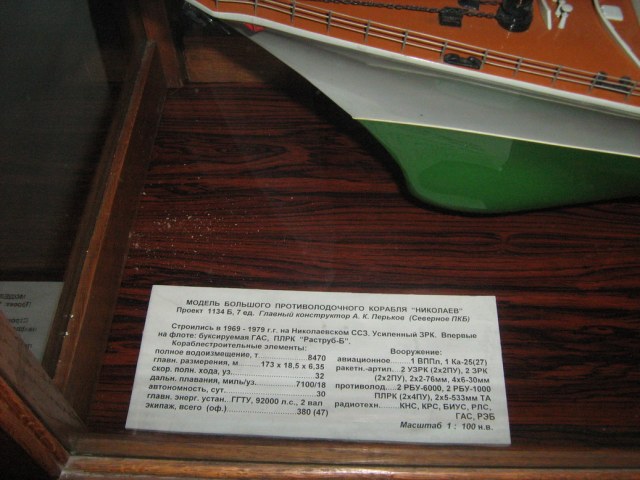 МОДЕЛЬ БОЛЬШОГО ПРОТИВОЛОДОЧНОГО КОРАБЛЯ "НИКОЛАЕВ"
Проект 1134 Б, 7 ед. Главный конструктор А. К. Перьков (Северное ПКБ)
Строились в 1969 - 1979 г.г. на Николаевском ССЗ. Усиленный ЗРК. Впервые
на флоте: буксируемая ГАС, ПЛРК "Раструб-Б".
Кораблестроительные элементы:
полное водоизмещение, т 8470
главн. размерения, м 173 x 18,5 x 6,35
скор. полн. хода, уз 32
дальн. плавания, миль/уз. 7100/18
автономность, сут 30
главн. энерг. устан. ГГТУ, 92000 л.с., 2 вал
экипаж, всего (оф.) 380 (47)
Вооружение:
авиационное 1 ВППл, 1 Ка-25(27)
ракетн.-артил. 2 УЗРК (2х2ПУ), 2 ЗРК
(2х2ПУ), 2х2-76мм, 4х6-30мм
противолод. 2 РБУ-6000, 2 РБУ-1000
ПЛРК (2х4ПУ), 2х5-533мм ТА
радиотехн. КНС, КРС, БИУС, РЛС,
ГАС, РЭБ
Масштаб 1 : 100 н.в.